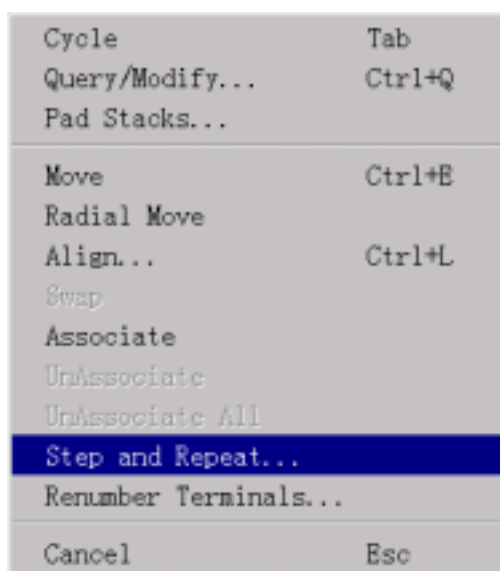 Cycle Tab
Query/Modify... Ctrl+Q
Pad Stacks...
Move Ctrl+E
Radial Move
Align... Ctrl+L
Swap
Associate
UnAssociate
UnAssociate All
Step and Repeat...
Renumber Terminals...
Cancel Esc